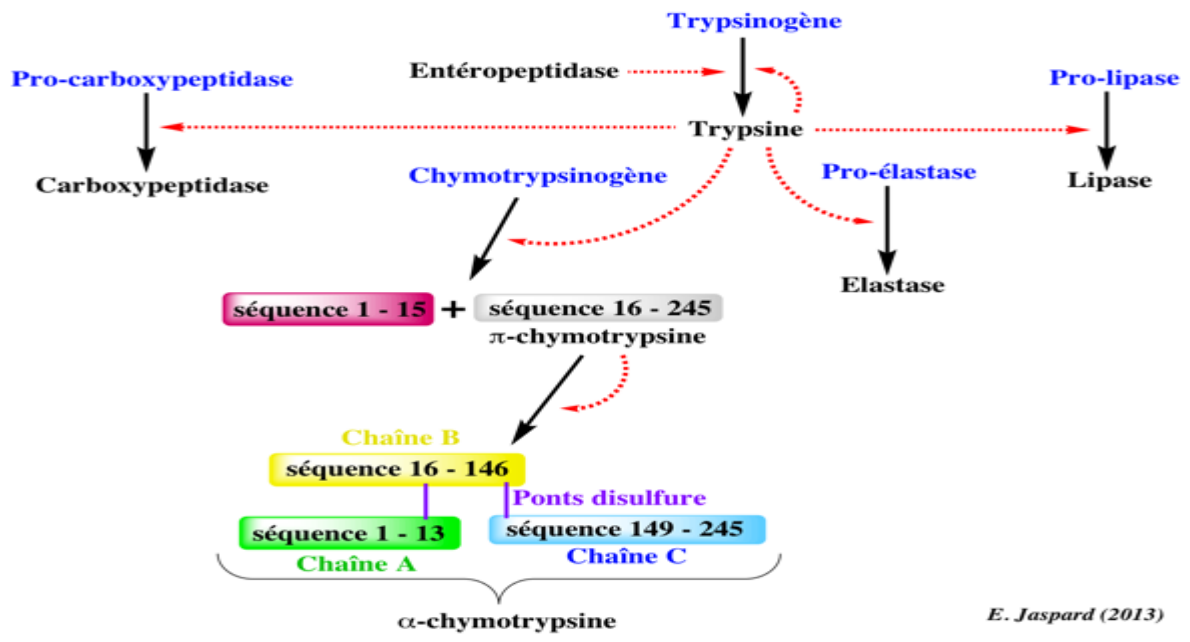 Trypsinogène
Entéropeptidase
Pro-carboxypeptidase
Pro-lipase
Trypsine
Carboxypeptidase
Chymotrypsinogène
Pro-élastase
Lipase
Elastase
séquence 1 - 15 + séquence 16 - 245
π-chymotrypsine
Chaîne B
séquence 16 - 146
Ponts disulfure
séquence 1 - 13
séquence 149 - 245
Chaîne A
Chaîne C
α-chymotrypsine
E. Jaspard (2013)